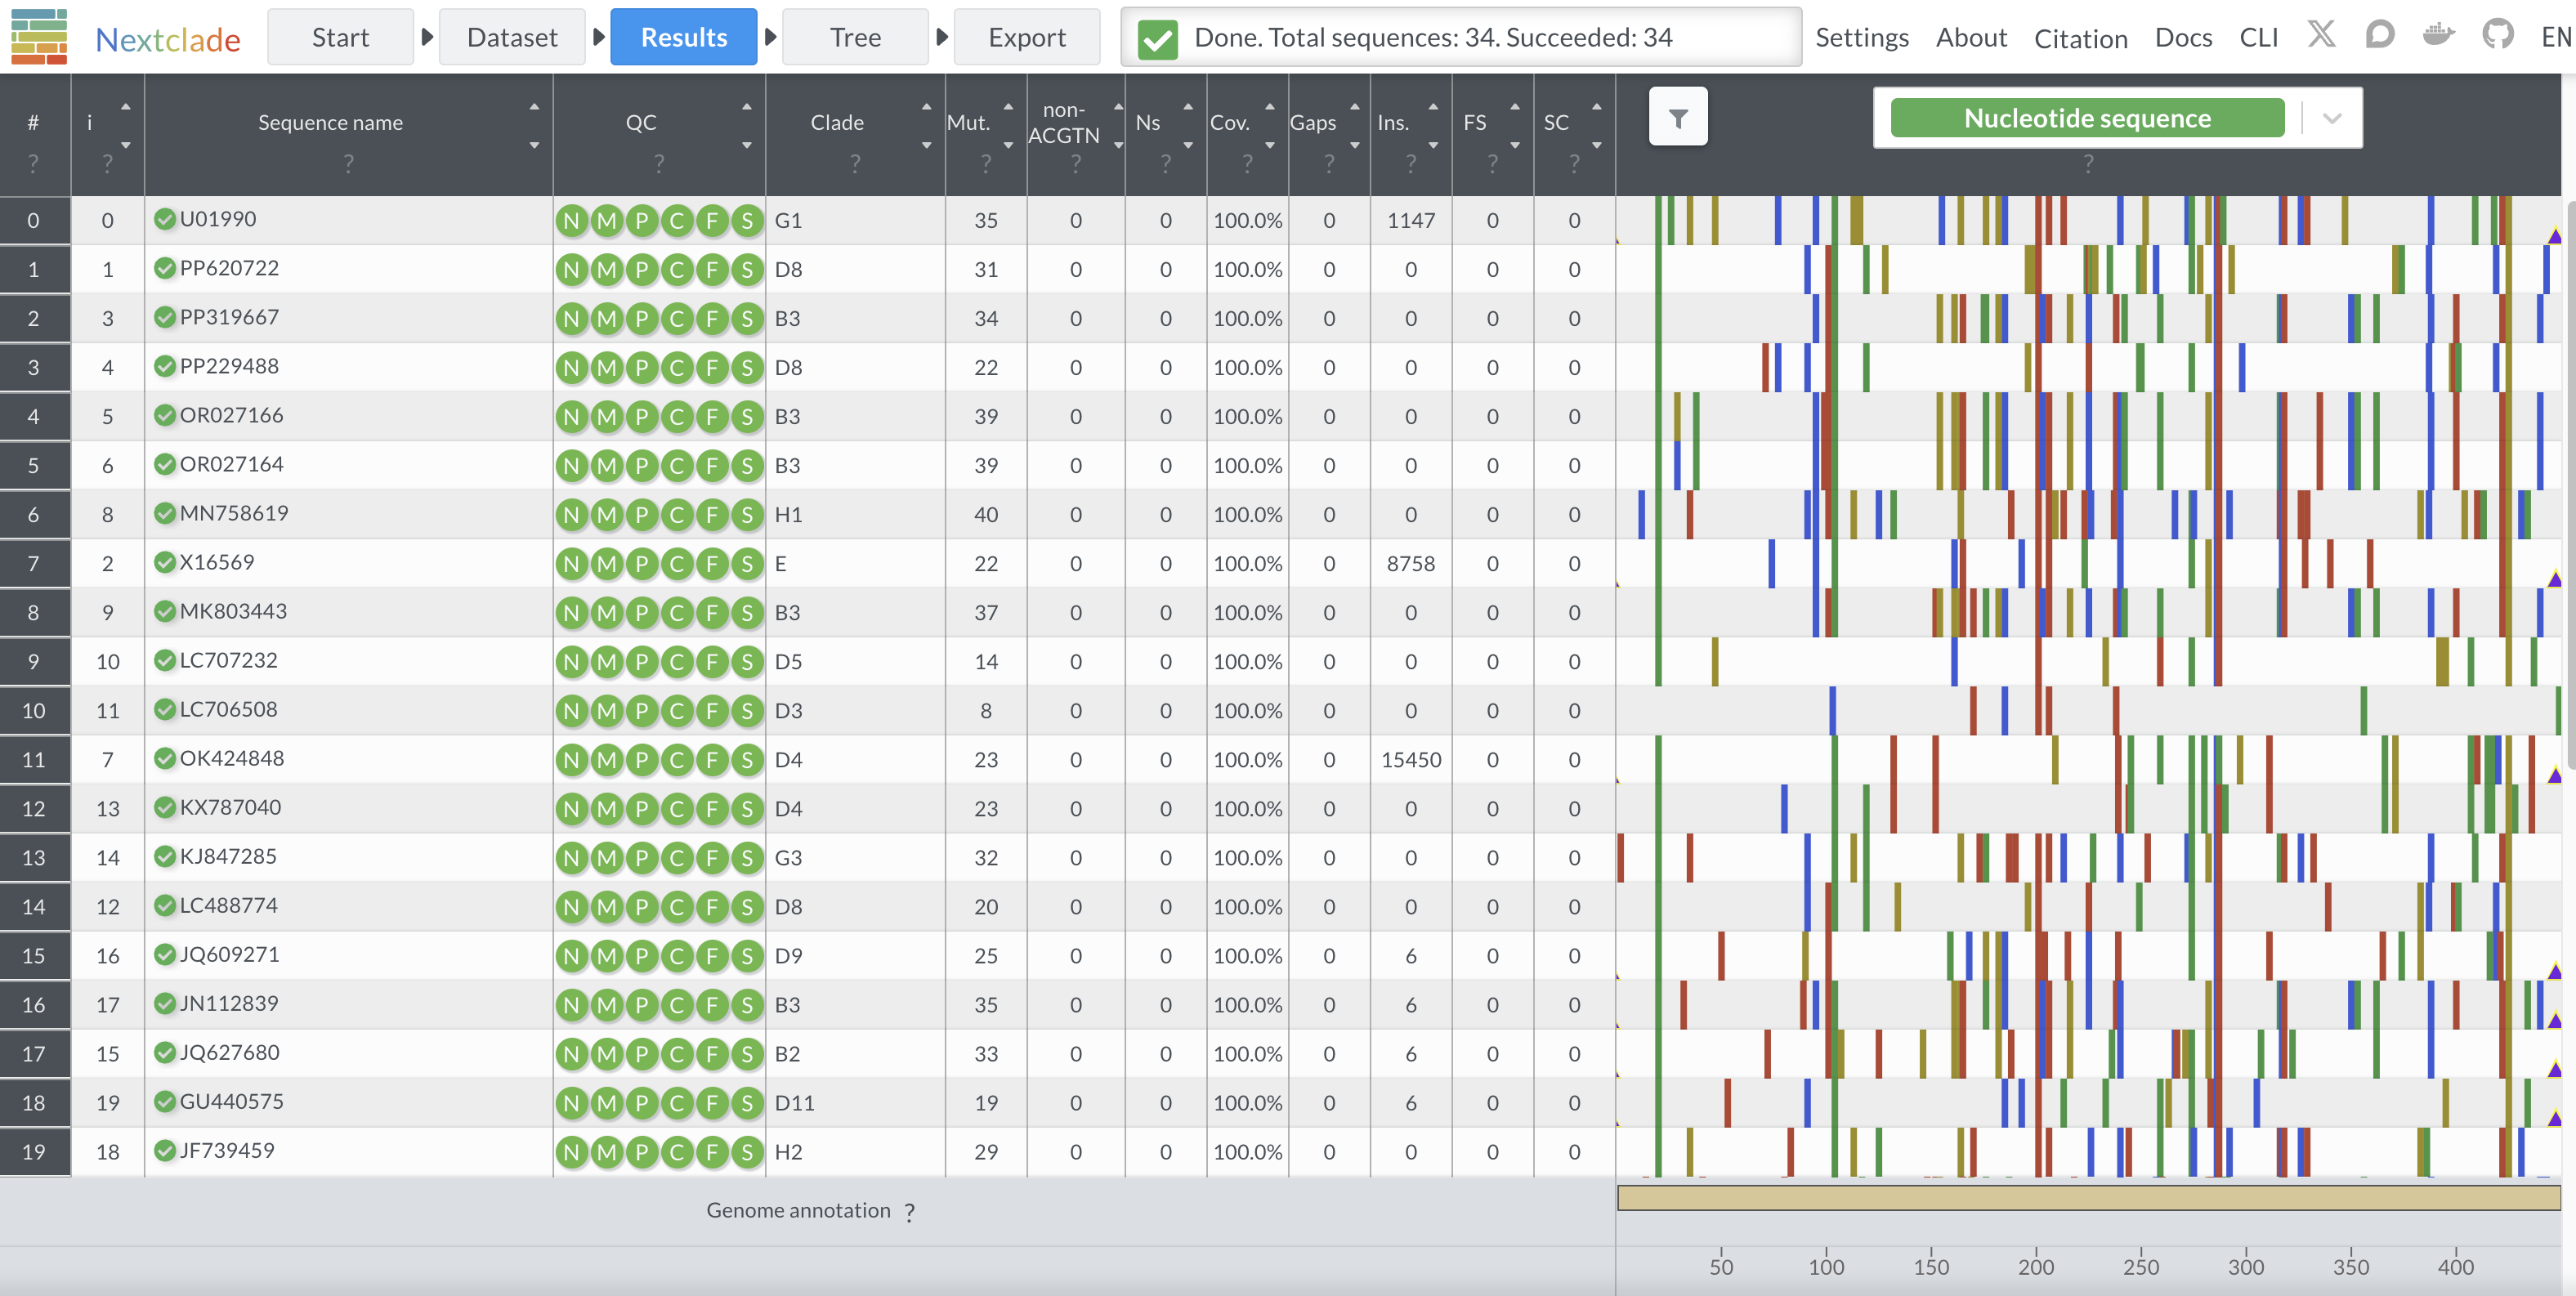 Nextclade Start Dataset Results Tree Export Done. Total sequences: 34. Succeeded: 34 Settings About Citation Docs CLI EN
# i Sequence name QC Clade Mut. non-ACGTN Ns Cov. Gaps Ins. FS SC Nucleotide sequence
? ? ? ? ? ? ? ? ? ? ? ? ? ?
0 0 U01990 N M P C F S G1 35 0 0 100.0% 0 1147 0 0
1 1 PP620722 N M P C F S D8 31 0 0 100.0% 0 0 0 0
2 3 PP319667 N M P C F S B3 34 0 0 100.0% 0 0 0 0
3 4 PP229488 N M P C F S D8 22 0 0 100.0% 0 0 0 0
4 5 OR027166 N M P C F S B3 39 0 0 100.0% 0 0 0 0
5 6 OR027164 N M P C F S B3 39 0 0 100.0% 0 0 0 0
6 8 MN758619 N M P C F S H1 40 0 0 100.0% 0 0 0 0
7 2 X16569 N M P C F S E 22 0 0 100.0% 0 8758 0 0
8 9 MK803443 N M P C F S B3 37 0 0 100.0% 0 0 0 0
9 10 LC707232 N M P C F S D5 14 0 0 100.0% 0 0 0 0
10 11 LC706508 N M P C F S D3 8 0 0 100.0% 0 0 0 0
11 7 OK424848 N M P C F S D4 23 0 0 100.0% 0 15450 0 0
12 13 KX787040 N M P C F S D4 23 0 0 100.0% 0 0 0 0
13 14 KJ847285 N M P C F S G3 32 0 0 100.0% 0 0 0 0
14 12 LC488774 N M P C F S D8 20 0 0 100.0% 0 0 0 0
15 16 JQ609271 N M P C F S D9 25 0 0 100.0% 0 6 0 0
16 17 JN112839 N M P C F S B3 35 0 0 100.0% 0 6 0 0
17 15 JQ627680 N M P C F S B2 33 0 0 100.0% 0 6 0 0
18 19 GU440575 N M P C F S D11 19 0 0 100.0% 0 6 0 0
19 18 JF739459 N M P C F S H2 29 0 0 100.0% 0 0 0 0
Genome annotation ?
50 100 150 200 250 300 350 400